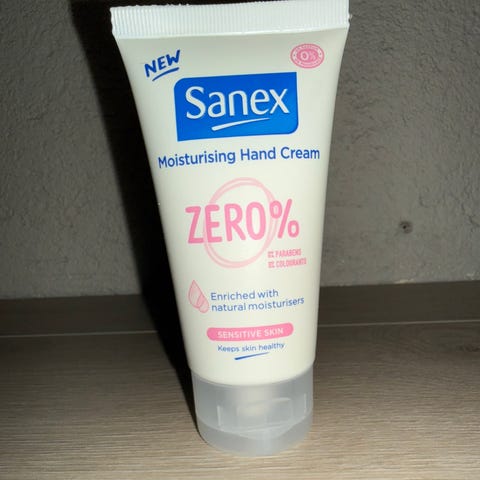 NEW
0%
Sanex
Moisturising Hand Cream
ZERO%
0% PARABENS
0% COLOURANTS
Enriched with
natural moisturisers
SENSITIVE SKIN
Keeps skin healthy